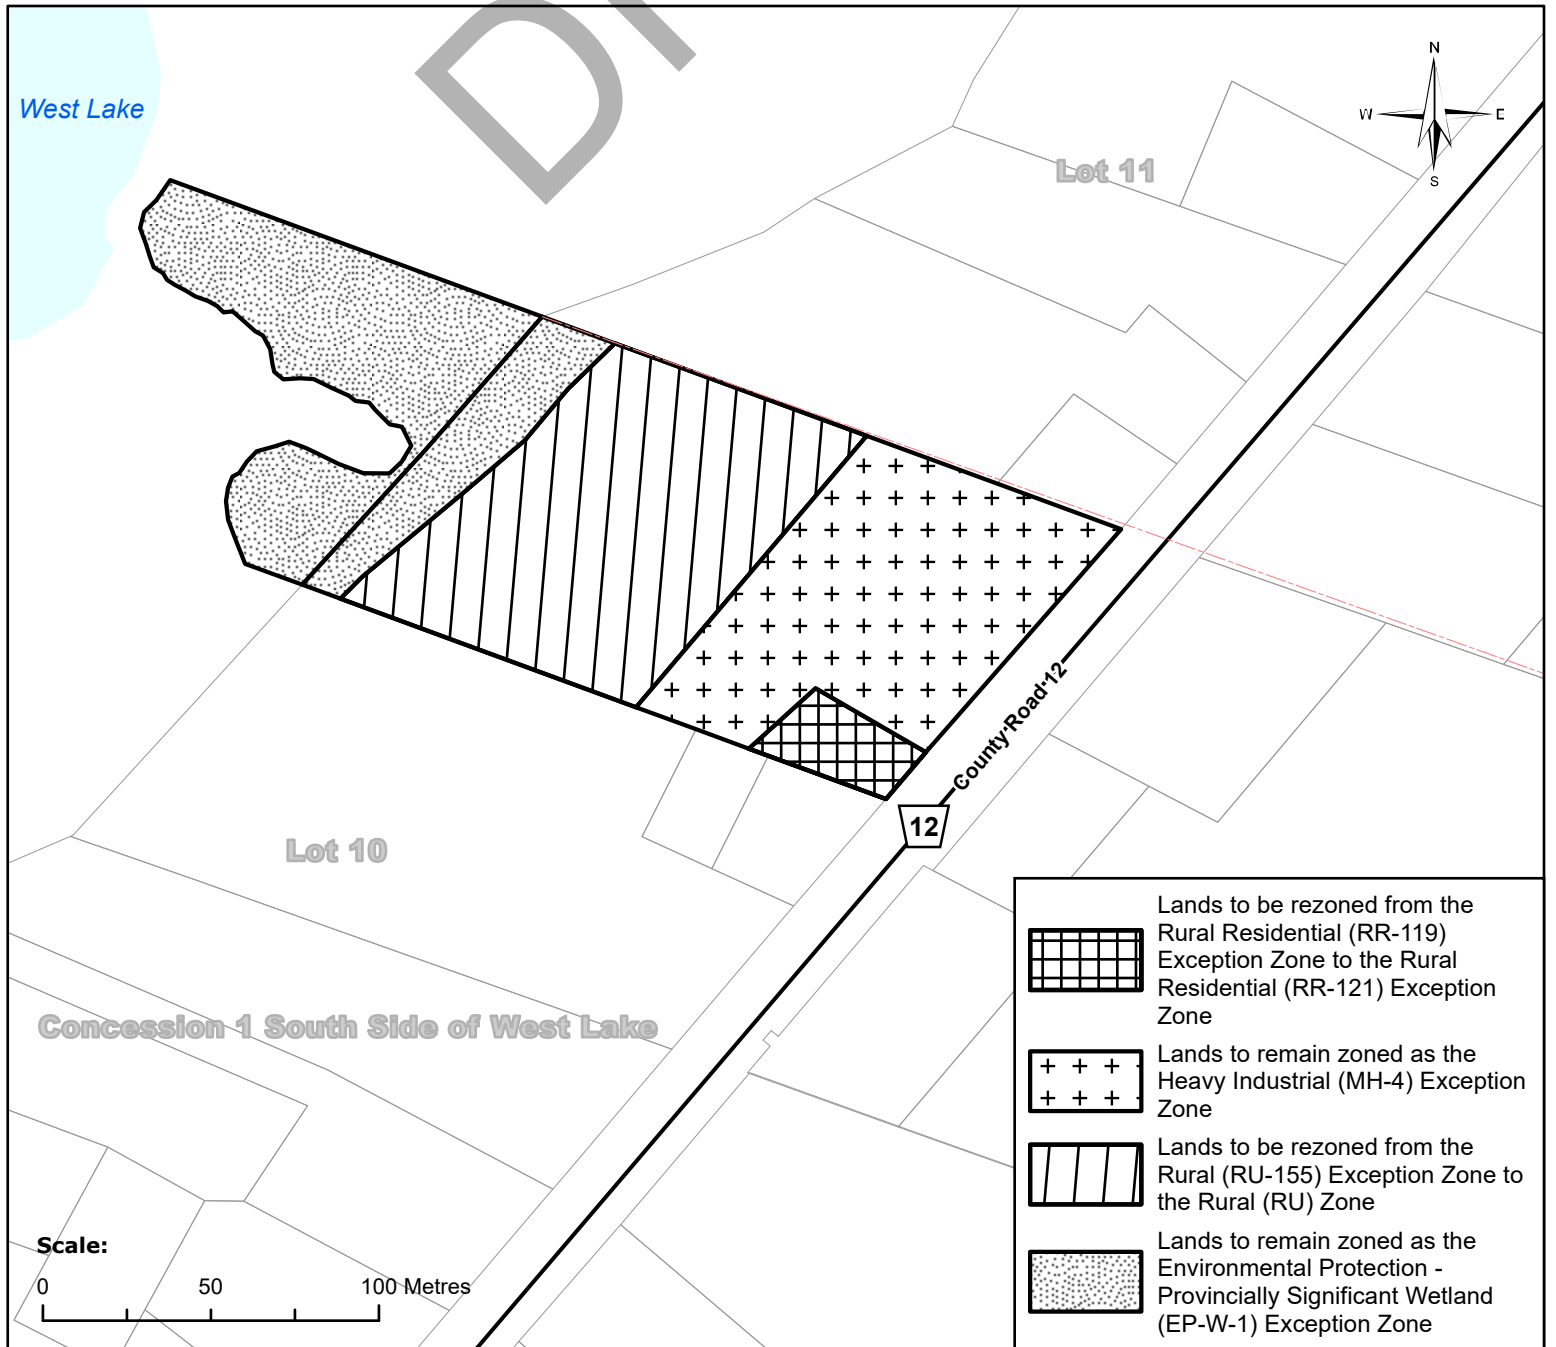 West Lake
N
W E
S
Lot 11
County Road 12
12
Lot 10
Concession 1 South Side of West Lake
Lands to be rezoned from the
Rural Residential (RR-119)
Exception Zone to the Rural
Residential (RR-121) Exception
Zone
Lands to remain zoned as the
Heavy Industrial (MH-4) Exception
Zone
Lands to be rezoned from the
Rural (RU-155) Exception Zone to
the Rural (RU) Zone
Lands to remain zoned as the
Environmental Protection -
Provincially Significant Wetland
(EP-W-1) Exception Zone
Scale:
0 50 100 Metres